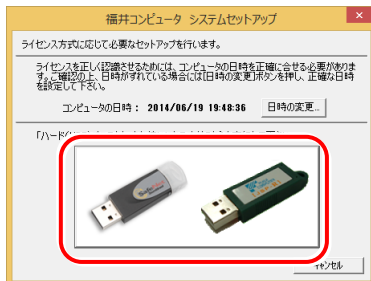 福井コンピュータ システムセットアップ
ライセンス方式に応じて必要なセットアップを行います。
ライセンスを正しく認識させるためには、コンピュータの日時を正確に合せる必要がありま
す。ご確認の上、日時がずれている場合には[日時の変更]ボタンを押し、正確な日時
を設定して下さい。
コンピュータの日時： 2014/06/19 19:48:36 日時の変更..
「ハード
キャンセル